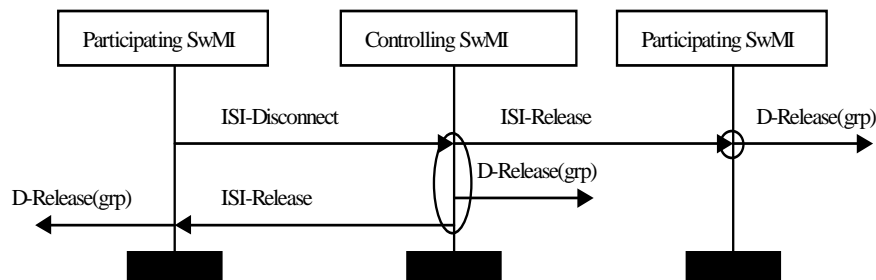 Participating SwMI
Controlling SwMI
Participating SwMI
ISI-Disconnect
ISI-Release
D-Release(grp)
D-Release(grp)
D-Release(grp)
ISI-Release